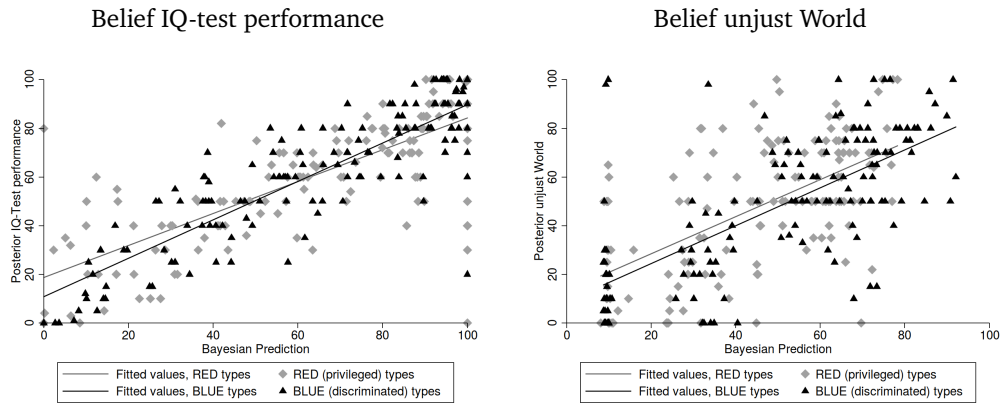 Belief IQ-test performance
Posterior IQ-Test performance
0 20 40 60 80 100
0 20 40 60 80 100
Bayesian Prediction
Fitted values, RED types RED (privileged) types
Fitted values, BLUE types BLUE (discriminated) types
Belief unjust World
Posterior unjust World
0 20 40 60 80 100
0 20 40 60 80 100
Bayesian Prediction
Fitted values, RED types RED (privileged) types
Fitted values, BLUE types BLUE (discriminated) types